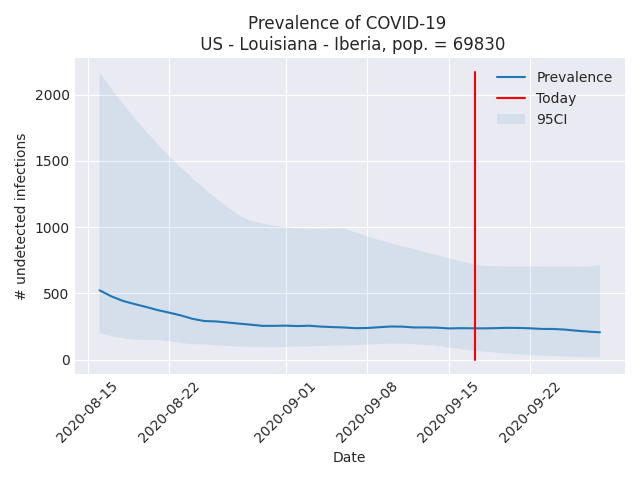 Prevalence of COVID-19
US - Louisiana - Iberia, pop. = 69830
Prevalence
Today
95CI
# undetected infections
2000
1500
1000
500
0
2020-08-15
2020-08-22
2020-09-01
2020-09-08
2020-09-15
2020-09-22
Date